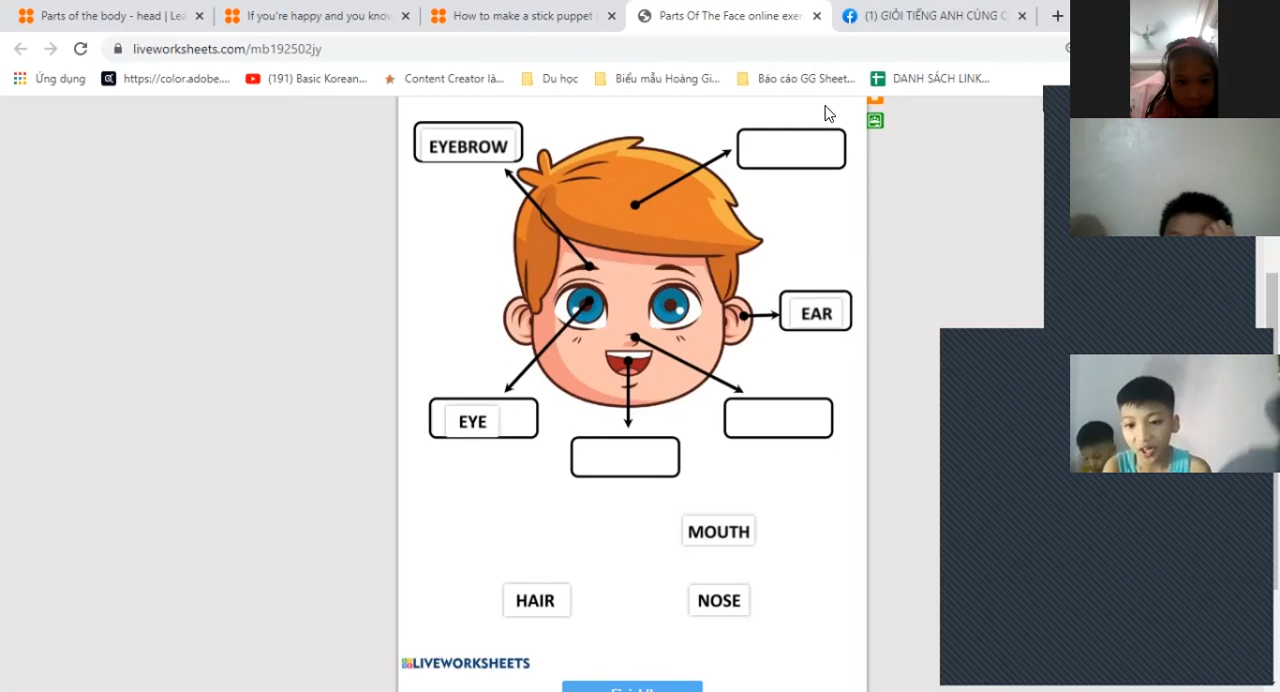 Parts of the body - head | Lea
If you're happy and you know
How to make a stick puppet
Parts Of The Face online exer
(1) GIỎI TIẾNG ANH CÙNG C
liveworksheets.com/mb192502jy
Ứng dụng
https://color.adobe....
(191) Basic Korean...
Content Creator là...
Du học
Biểu mẫu Hoàng Gi...
Báo cáo GG Sheet...
DANH SÁCH LINK...
EYEBROW
EAR
EYE
MOUTH
HAIR
NOSE
LIVEWORKSHEETS